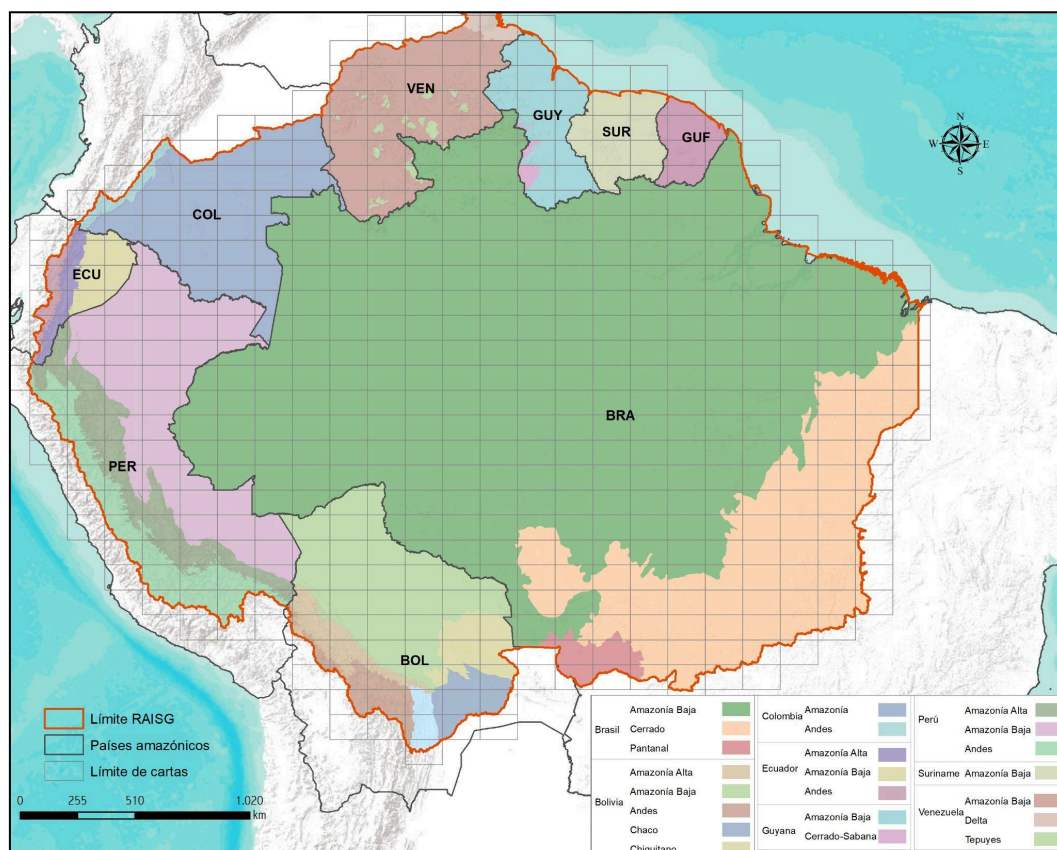 VEN
GUY
SUR
GUF
N
W E
S
COL
ECU
BRA
PER
BOL
Límite RAISG
Países amazónicos
Límite de cartas
0 255 510 1.020
km
Brasil
Amazonía Baja
Cerrado
Pantanal
Bolivia
Amazonía Alta
Amazonía Baja
Andes
Chaco
Chiquitano
Colombia
Amazonía
Andes
Ecuador
Amazonía Alta
Amazonía Baja
Andes
Guyana
Amazonía Baja
Cerrado-Sabana
Perú
Amazonía Alta
Amazonía Baja
Andes
Suriname
Amazonía Baja
Venezuela
Amazonía Baja
Delta
Tepuyes